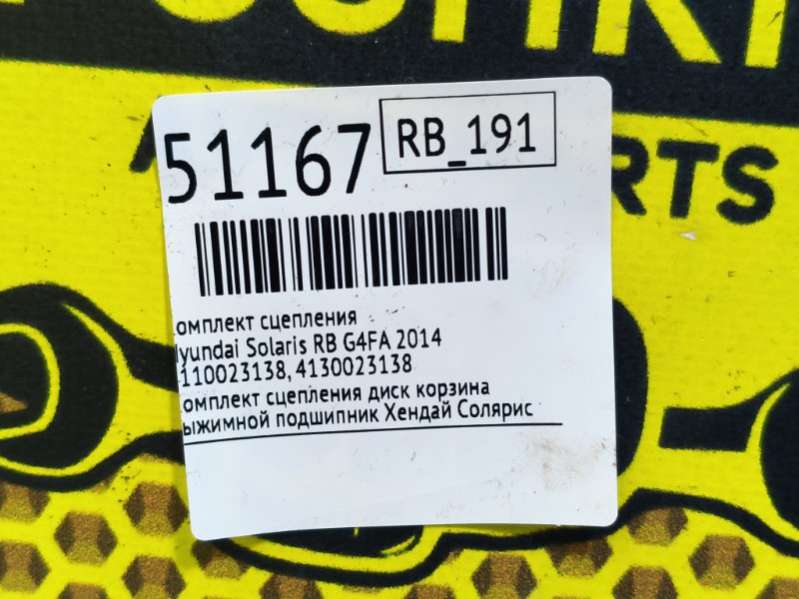 51167
RB_191
RTS
омплект сцепления
yundai Solaris RB G4FA 2014
110023138, 4130023138
омплект сцепления диск корзина
ыжимной подшипник Хендай Солярис